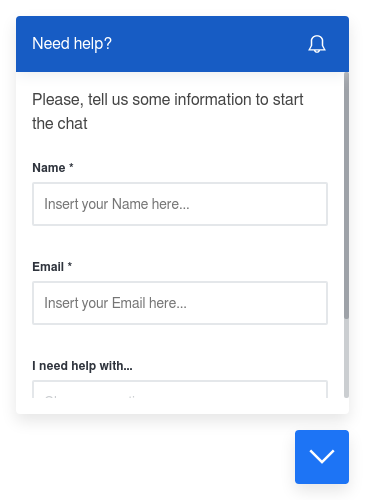 Need help?
Please, tell us some information to start
the chat
Name *
Insert your Name here...
Email *
Insert your Email here...
I need help with...